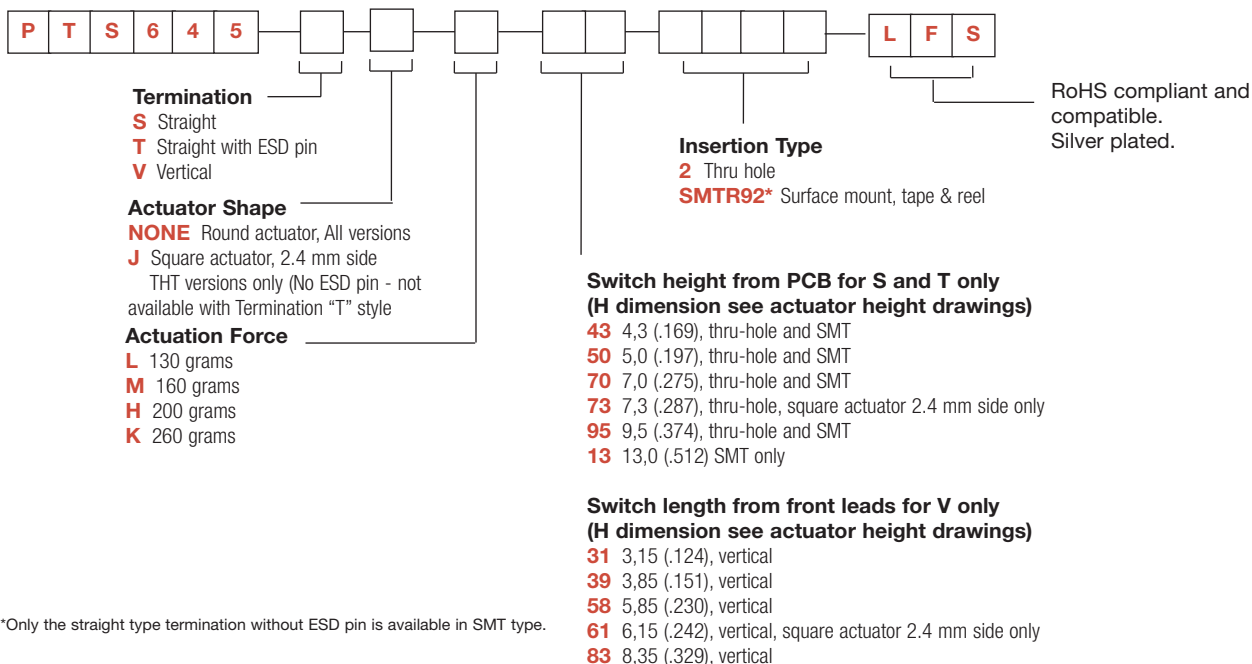 P T S 6 4 5 L F S
Termination
S Straight
T Straight with ESD pin
V Vertical
Actuator Shape
NONE Round actuator, All versions
J Square actuator, 2.4 mm side
THT versions only (No ESD pin - not
available with Termination “T” style
Actuation Force
L 130 grams
M 160 grams
H 200 grams
K 260 grams
Insertion Type
2 Thru hole
SMTR92* Surface mount, tape & reel
RoHS compliant and
compatible.
Silver plated.
Switch height from PCB for S and T only
(H dimension see actuator height drawings)
43 4,3 (.169), thru-hole and SMT
50 5,0 (.197), thru-hole and SMT
70 7,0 (.275), thru-hole and SMT
73 7,3 (.287), thru-hole, square actuator 2.4 mm side only
95 9,5 (.374), thru-hole and SMT
13 13,0 (.512) SMT only
Switch length from front leads for V only
(H dimension see actuator height drawings)
31 3,15 (.124), vertical
39 3,85 (.151), vertical
58 5,85 (.230), vertical
61 6,15 (.242), vertical, square actuator 2.4 mm side only
83 8,35 (.329), vertical
*Only the straight type termination without ESD pin is available in SMT type.